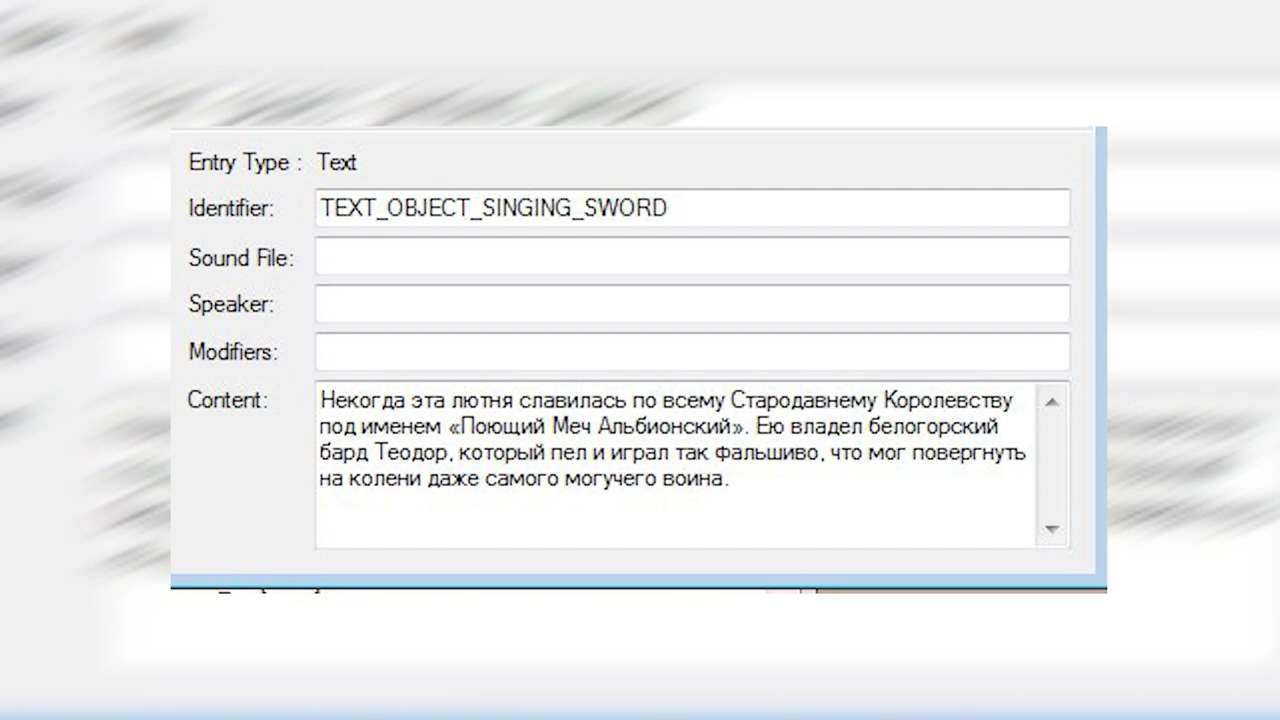 Entry Type : Text
Identifier: TEXT_OBJECT_SINGING_SWORD
Sound File:
Speaker:
Modifiers:
Content: Некогда эта лютня славилась по всему Стародавнему Королевству
под именем «Поющий Меч Альбионский». Ею владел белогорский
бард Теодор, который пел и играл так фальшиво, что мог повергнуть
на колени даже самого могучего воина.